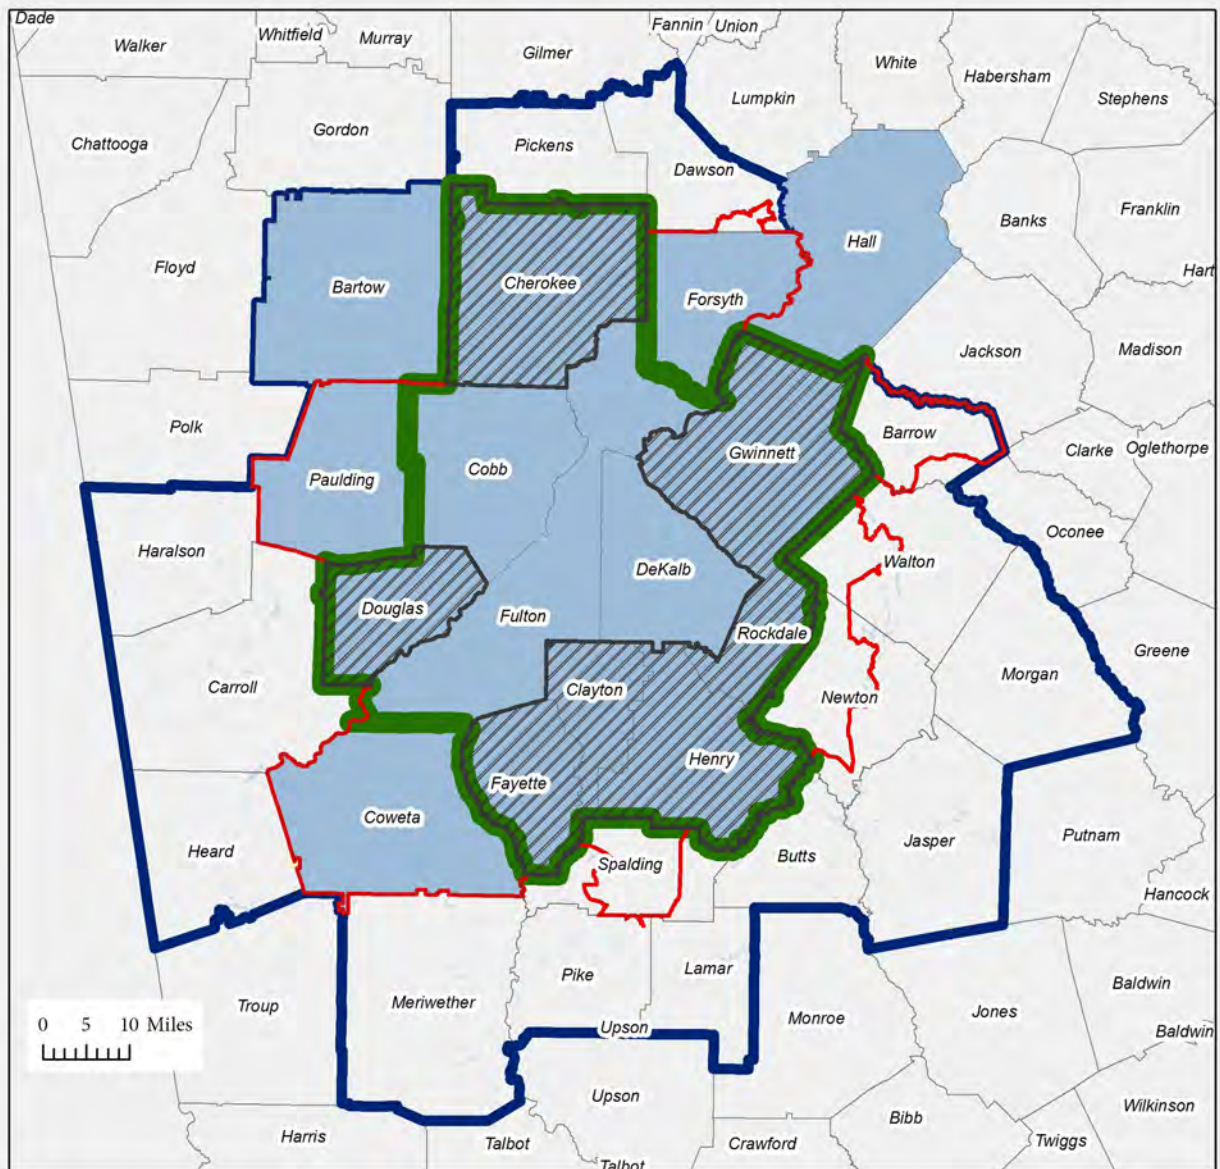 Dade
Fannin
Union
Walker
Whitfield
Murray
Gilmer
White
Habersham
Lumpkin
Stephens
Chattooga
Gordon
Pickens
Dawson
Banks
Franklin
Floyd
Hall
Hart
Cherokee
Bartow
Forsyth
Jackson
Madison
Polk
Barrow
Clarke
Oglethorpe
Gwinnett
Cobb
Paulding
Oconee
Haralson
Walton
DeKalb
Douglas
Fulton
Rockdale
Greene
Carroll
Clayton
Morgan
Newton
Henry
Fayette
Coweta
Heard
Spalding
Butts
Jasper
Putnam
Hancock
Pike
Lamar
Baldwin
Troup
Meriwether
Monroe
Jones
Upson
Baldwin
0 5 10 Miles
Upson
Wilkinson
Bibb
Harris
Talbot
Crawford
Twiggs
Talbot